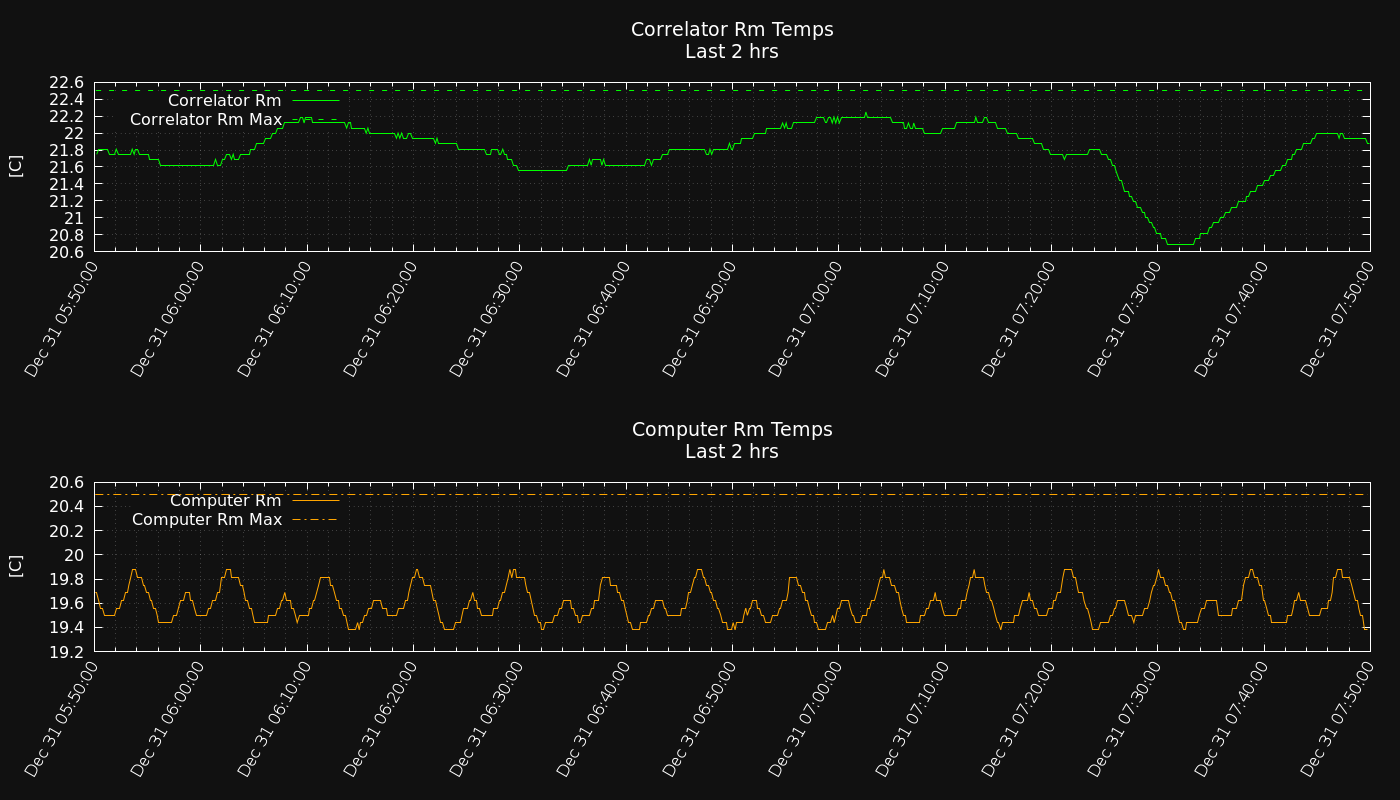 Correlator Rm Temps
Last 2 hrs
[C]
22.6
22.4
22.2
22
21.8
21.6
21.4
21.2
21
20.8
20.6
Correlator Rm
Correlator Rm Max
Dec 31 05:50:00
Dec 31 06:00:00
Dec 31 06:10:00
Dec 31 06:20:00
Dec 31 06:30:00
Dec 31 06:40:00
Dec 31 06:50:00
Dec 31 07:00:00
Dec 31 07:10:00
Dec 31 07:20:00
Dec 31 07:30:00
Dec 31 07:40:00
Dec 31 07:50:00
Computer Rm Temps
Last 2 hrs
[C]
20.6
20.4
20.2
20
19.8
19.6
19.4
19.2
Computer Rm
Computer Rm Max
Dec 31 05:50:00
Dec 31 06:00:00
Dec 31 06:10:00
Dec 31 06:20:00
Dec 31 06:30:00
Dec 31 06:40:00
Dec 31 06:50:00
Dec 31 07:00:00
Dec 31 07:10:00
Dec 31 07:20:00
Dec 31 07:30:00
Dec 31 07:40:00
Dec 31 07:50:00